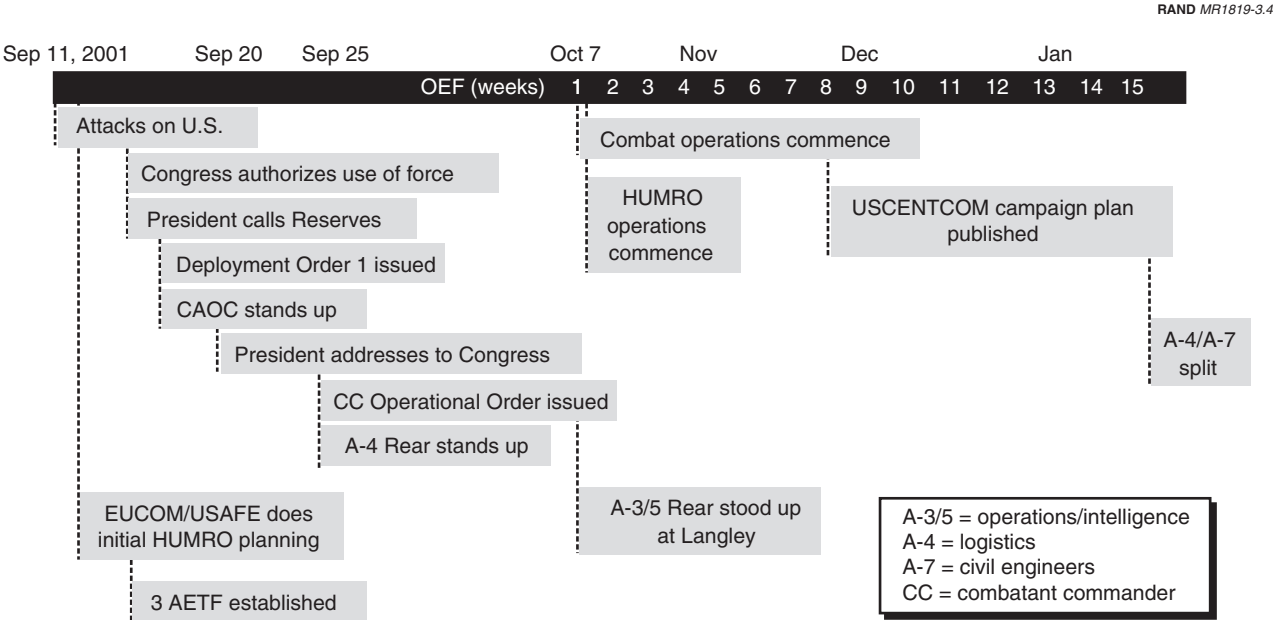 RAND MR1819-3.4
Sep 11, 2001 Sep 20 Sep 25 Oct 7 Nov Dec Jan
OEF (weeks) 1 2 3 4 5 6 7 8 9 10 11 12 13 14 15
Attacks on U.S.
Combat operations commence
Congress authorizes use of force
HUMRO
operations
commence
President calls Reserves
USCENTCOM campaign plan
published
Deployment Order 1 issued
CAOC stands up
President addresses to Congress
A-4/A-7
split
CC Operational Order issued
A-4 Rear stands up
EUCOM/USAFE does
initial HUMRO planning
A-3/5 Rear stood up
at Langley
A-3/5 = operations/intelligence
A-4 = logistics
A-7 = civil engineers
CC = combatant commander
3 AETF established